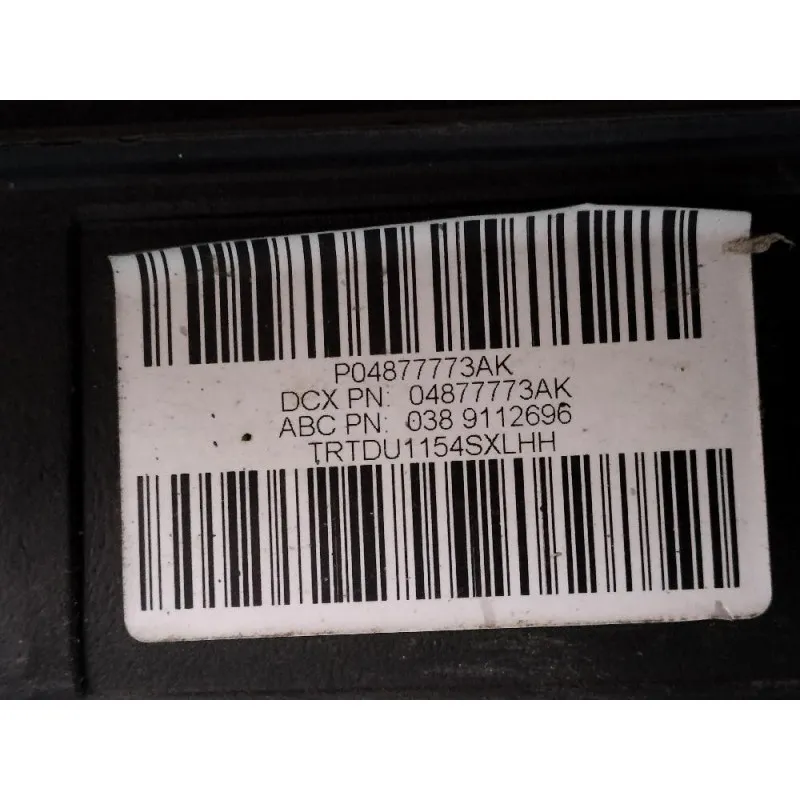 P04877773AK
DCX PN: 04877773AK
ABC PN: 038 9112696
TRTDU1154SXLHH